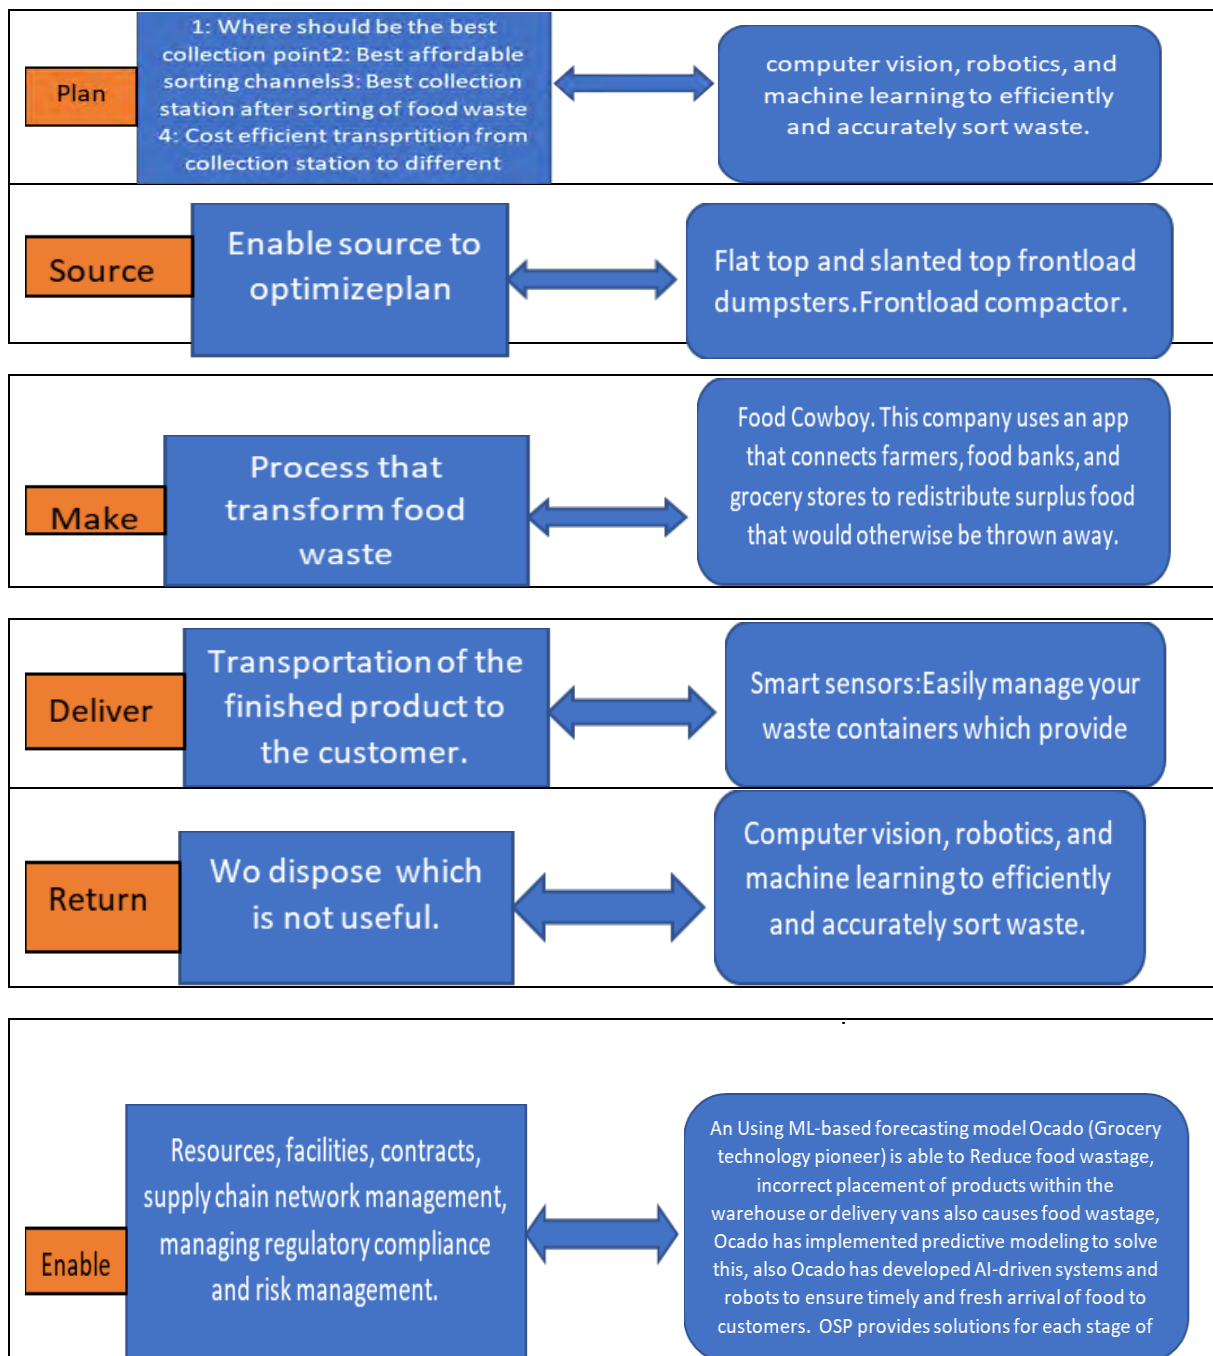 Plan
1: Where should be the best
collection point2: Best affordable
sorting channels3: Best collection
station after sorting of food waste
4: Cost efficient transprtition from
collection station to different
computer vision, robotics, and
machine learning to efficiently
and accurately sort waste.
Source
Enable source to
optimizeplan
Flat top and slanted top frontload
dumpsters.Frontload compactor.
Make
Process that
transform food
waste
Food Cowboy. This company uses an app
that connects farmers, food banks, and
grocery stores to redistribute surplus food
that would otherwise be thrown away.
Deliver
Transportation of the
finished product to
the customer.
Smart sensors:Easily manage your
waste containers which provide
Return
Wo dispose which
is not useful.
Computer vision, robotics, and
machine learning to efficiently
and accurately sort waste.
Enable
Resources, facilities, contracts,
supply chain network management,
managing regulatory compliance
and risk management.
An Using ML-based forecasting model Ocado (Grocery
technology pioneer) is able to Reduce food wastage,
incorrect placement of products within the
warehouse or delivery vans also causes food wastage,
Ocado has implemented predictive modeling to solve
this, also Ocado has developed AI-driven systems and
robots to ensure timely and fresh arrival of food to
customers. OSP provides solutions for each stage of